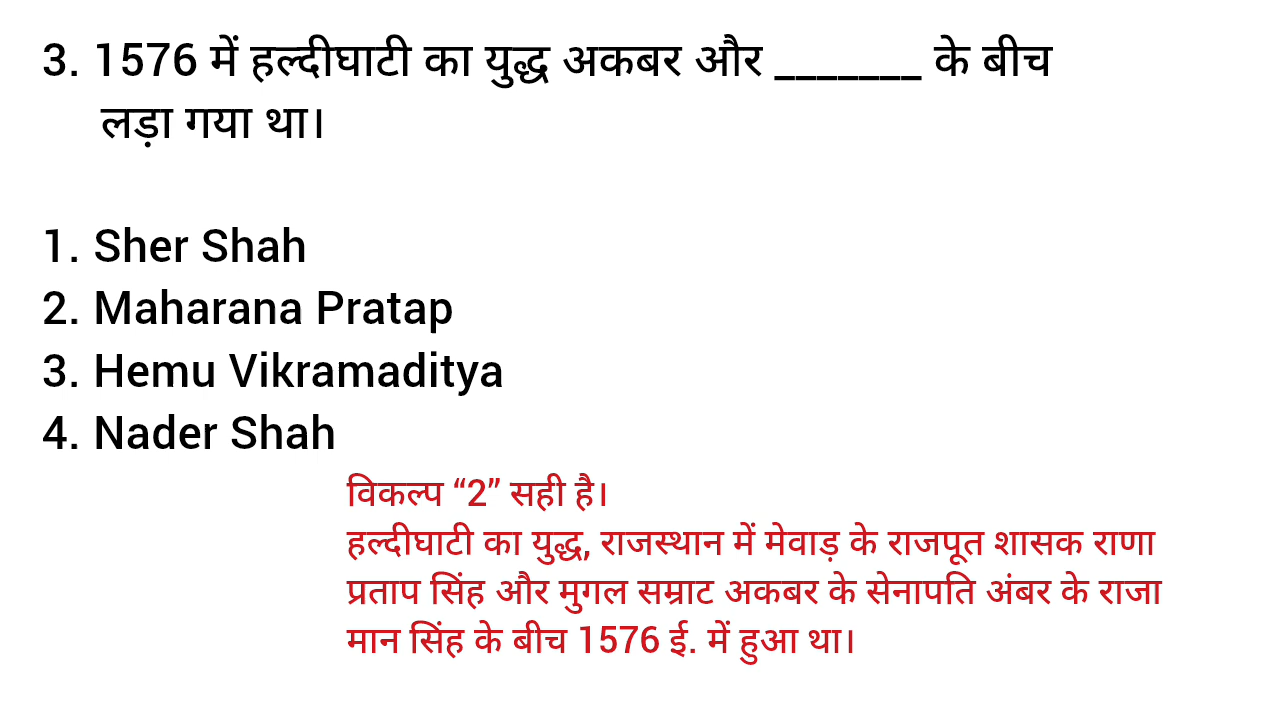 3. 1576 में हल्दीघाटी का युद्ध अकबर और _______ के बीच
लड़ा गया था।
1. Sher Shah
2. Maharana Pratap
3. Hemu Vikramaditya
4. Nader Shah
विकल्प “2” सही है।
हल्दीघाटी का युद्ध, राजस्थान में मेवाड़ के राजपूत शासक राणा
प्रताप सिंह और मुगल सम्राट अकबर के सेनापति अंबर के राजा
मान सिंह के बीच 1576 ई. में हुआ था।